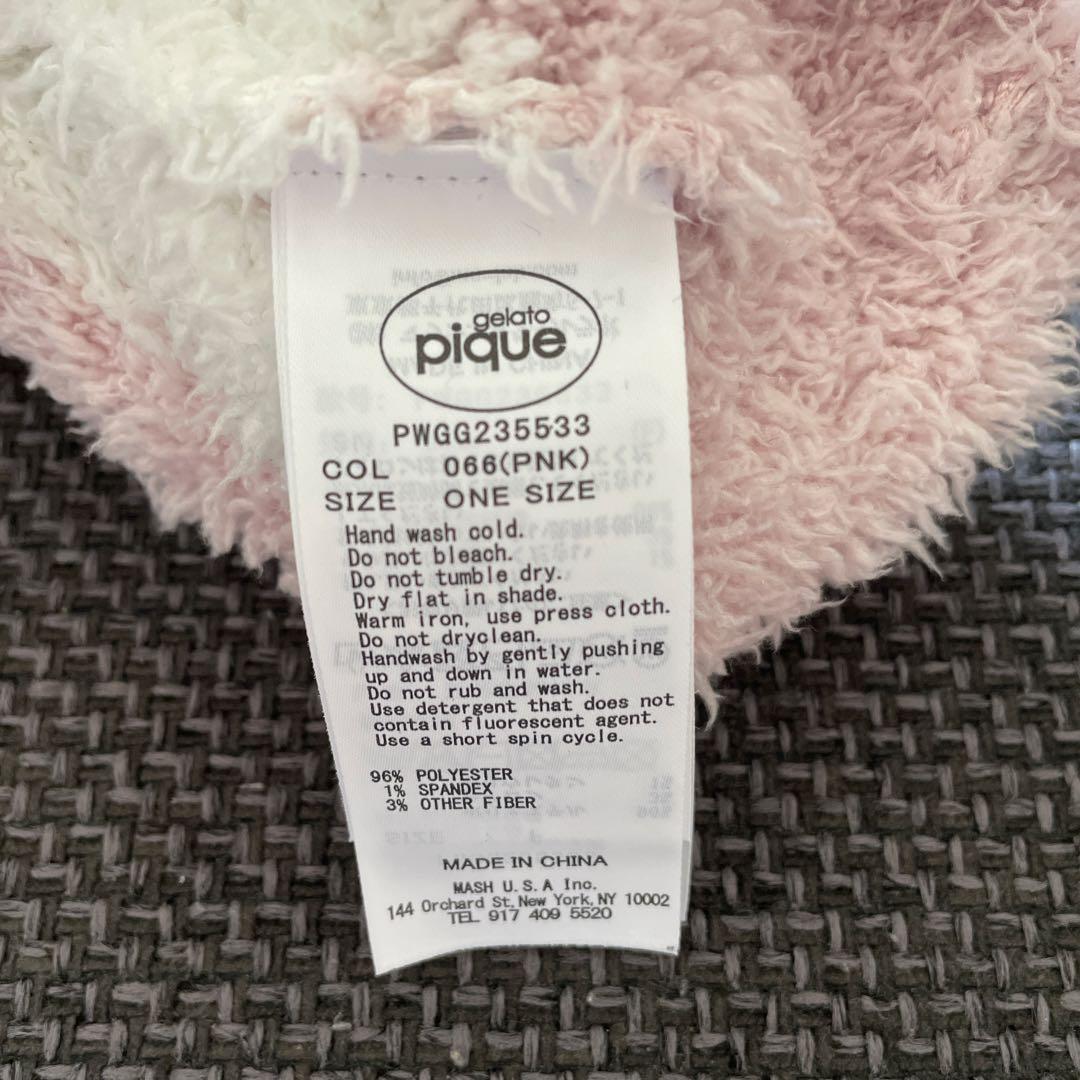 gelato
pique
PWGG235533
COL 066(PNK)
SIZE ONE SIZE
Hand wash cold.
Do not bleach.
Do not tumble dry.
Dry flat in shade.
Warm iron, use press cloth.
Do not dryclean.
Handwash by gently pushing
up and down in water.
Do not rub and wash.
Use detergent that does not
contain fluorescent agent.
Use a short spin cycle.
96% POLYESTER
1% SPANDEX
3% OTHER FIBER
MADE IN CHINA
MASH U.S.A Inc.
144 Orchard St, New York, NY 10002
TEL 917 409 5520